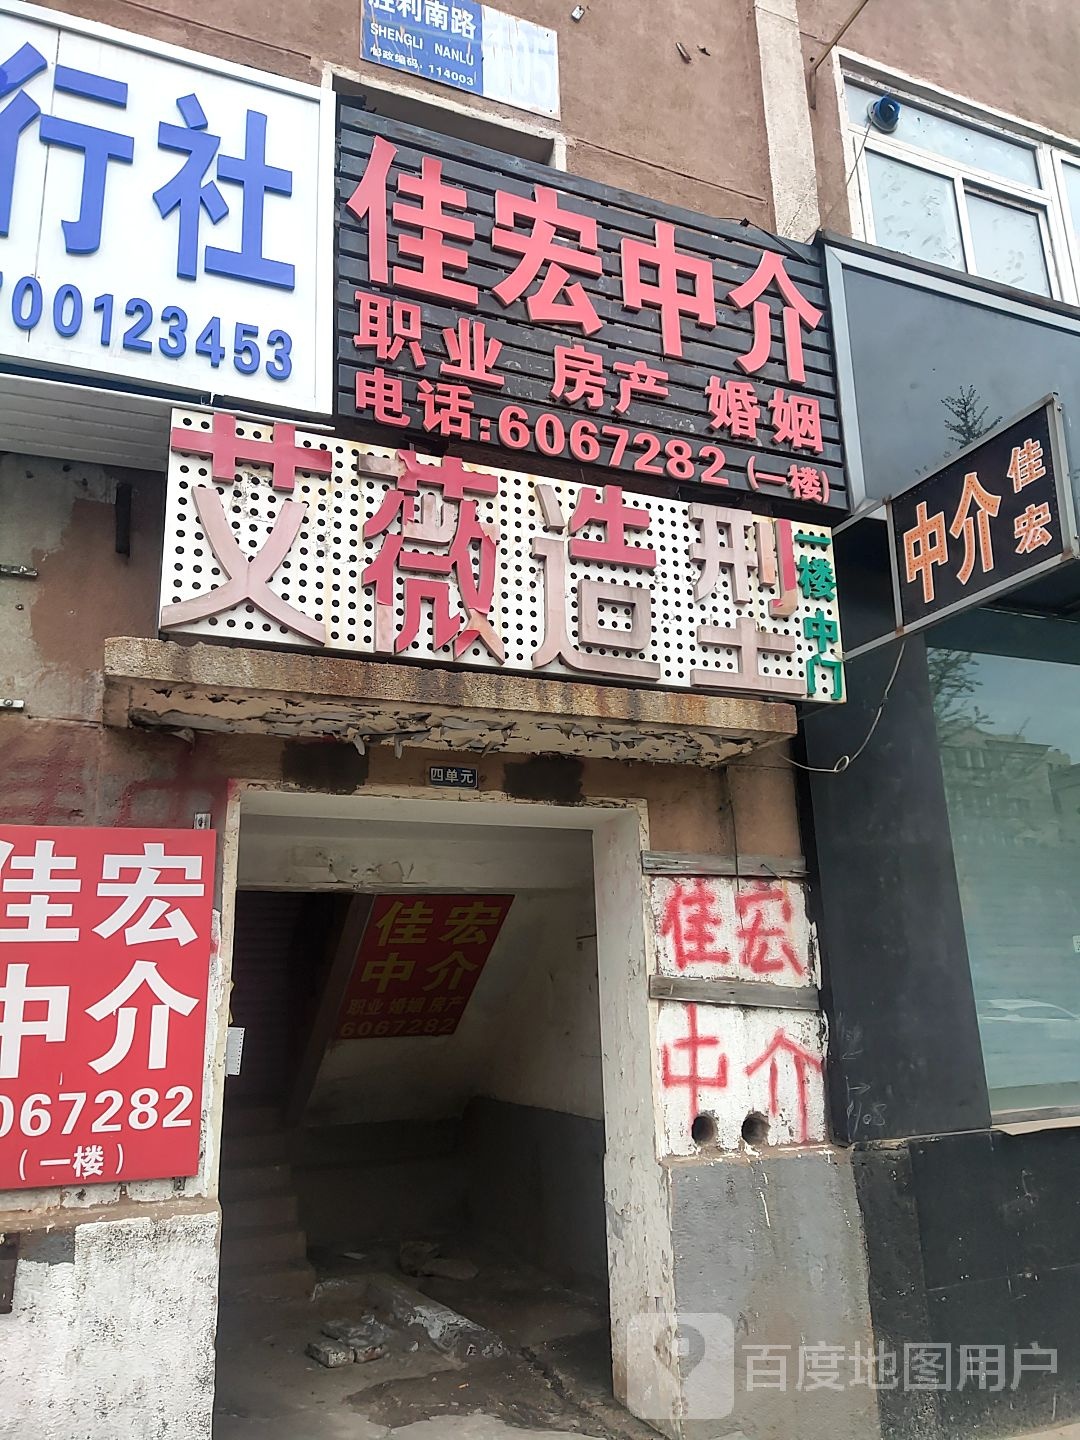 胜利南路
SHENGLI NANLU
邮政编码：114003
105
行社
00123453
佳宏中介
职业 房产 婚姻
电话:6067282(一楼)
艾薇造型
一楼中门
佳宏
中介
四单元
佳宏
中介
067282
(一楼)
佳宏
中介
职业 婚姻 房产
6067282
佳宏
中介
百度地图用户